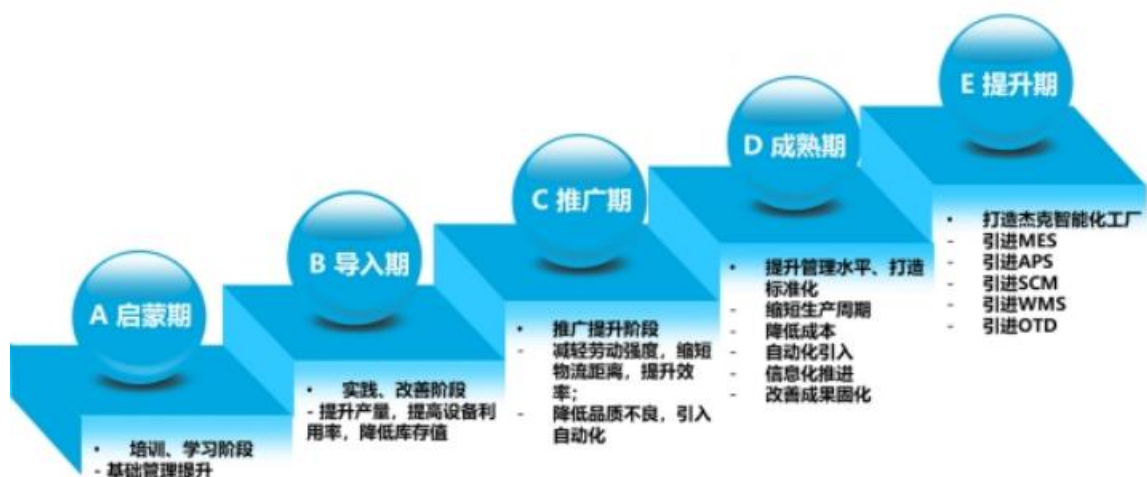 A 启蒙期
• 培训、学习阶段
- 基础管理提升
B 导入期
• 实践、改善阶段
- 提升产量，提高设备利
用率，降低库存值
C 推广期
• 推广提升阶段
- 减轻劳动强度，缩短
物流距离，提升效
率；
- 降低品质不良，引入
自动化
D 成熟期
• 提升管理水平、打造
标准化
- 缩短生产周期
- 降低成本
- 自动化引入
- 信息化推进
- 改善成果固化
E 提升期
• 打造杰克智能化工厂
- 引进MES
- 引进APS
- 引进SCM
- 引进WMS
- 引进OTD